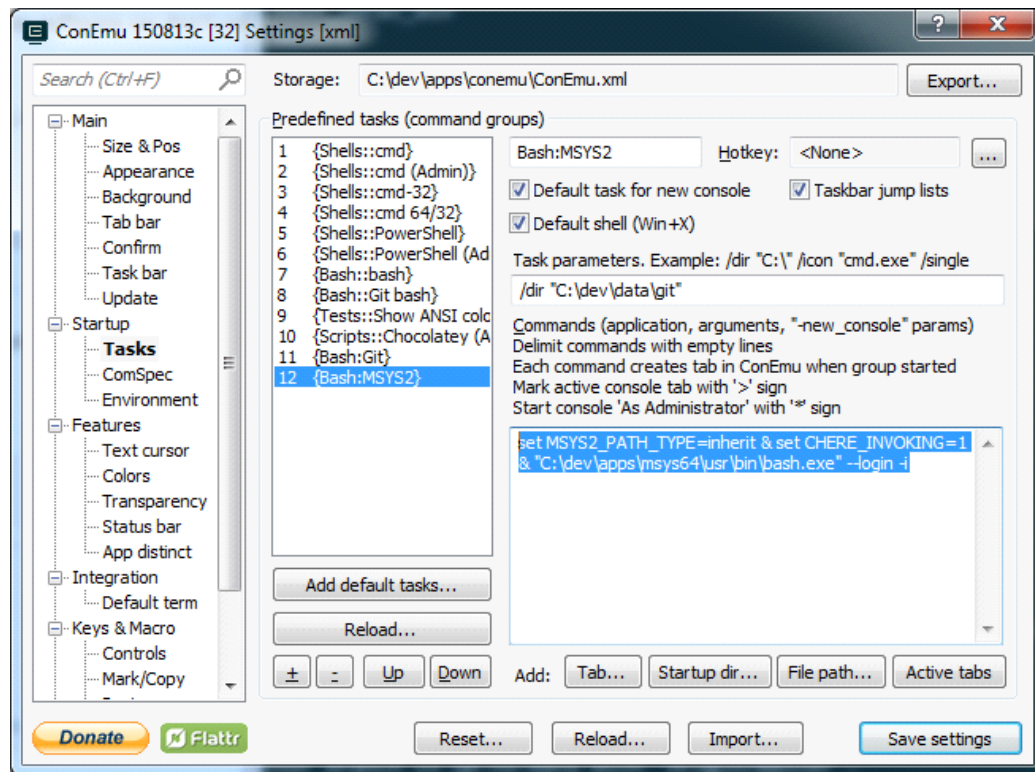 ConEmu 150813c [32] Settings [xml]
Search (Ctrl+F)
Storage: C:\dev\apps\conemu\ConEmu.xml Export...
Main
Size & Pos
Appearance
Background
Tab bar
Confirm
Task bar
Update
Startup
Tasks
ComSpec
Environment
Features
Text cursor
Colors
Transparency
Status bar
App distinct
Integration
Default term
Keys & Macro
Controls
Mark/Copy
Predefined tasks (command groups)
1 {Shells::cmd}
2 {Shells::cmd (Admin)}
3 {Shells::cmd-32}
4 {Shells::cmd 64/32}
5 {Shells::PowerShell}
6 {Shells::PowerShell (Ad
7 {Bash::bash}
8 {Bash::Git bash}
9 {Tests::Show ANSI colo
10 {Scripts::Chocolatey (A
11 {Bash:Git}
12 {Bash:MSYS2}
Add default tasks...
Reload...
+ - Up Down
Bash:MSYS2 Hotkey: <None> ...
Default task for new console Taskbar jump lists
Default shell (Win+X)
Task parameters. Example: /dir "C:\" /icon "cmd.exe" /single
/dir "C:\dev\data\git"
Commands (application, arguments, "-new_console" params)
Delimit commands with empty lines
Each command creates tab in ConEmu when group started
Mark active console tab with '>' sign
Start console 'As Administrator' with '*' sign
set MSYS2_PATH_TYPE=inherit & set CHERE_INVOKING=1
& "C:\dev\apps\msys64\usr\bin\bash.exe" --login -i
Add: Tab... Startup dir... File path... Active tabs
Donate Flattr Reset... Reload... Import... Save settings